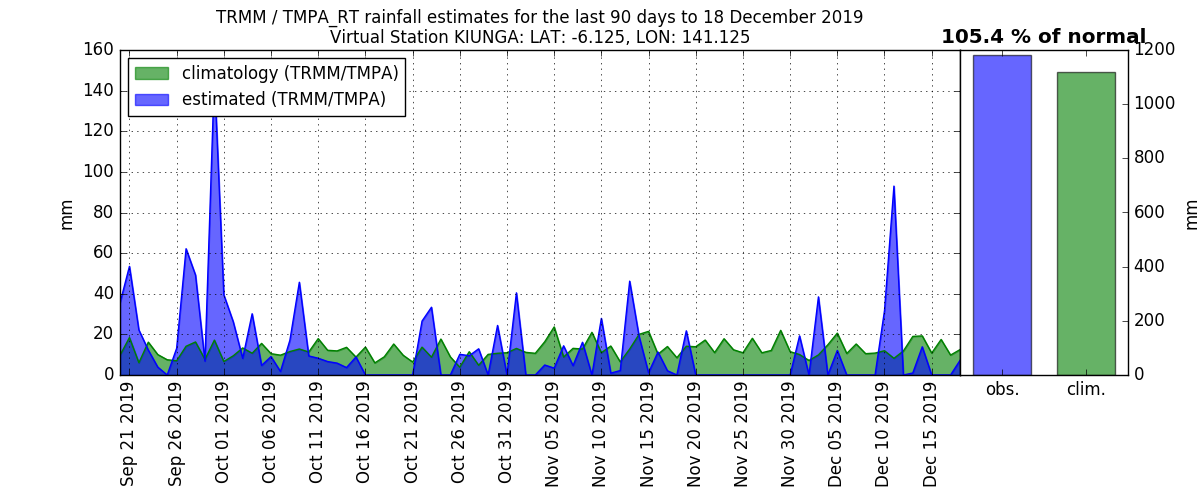 TRMM / TMPA_RT rainfall estimates for the last 90 days to 18 December 2019
Virtual Station KIUNGA: LAT: -6.125, LON: 141.125
105.4 % of normal
climatology (TRMM/TMPA)
estimated (TRMM/TMPA)
160
140
120
100
80
60
40
20
0
mm
Sep 21 2019
Sep 26 2019
Oct 01 2019
Oct 06 2019
Oct 11 2019
Oct 16 2019
Oct 21 2019
Oct 26 2019
Oct 31 2019
Nov 05 2019
Nov 10 2019
Nov 15 2019
Nov 20 2019
Nov 25 2019
Nov 30 2019
Dec 05 2019
Dec 10 2019
Dec 15 2019
obs.
clim.
1200
1000
800
600
400
200
0
mm